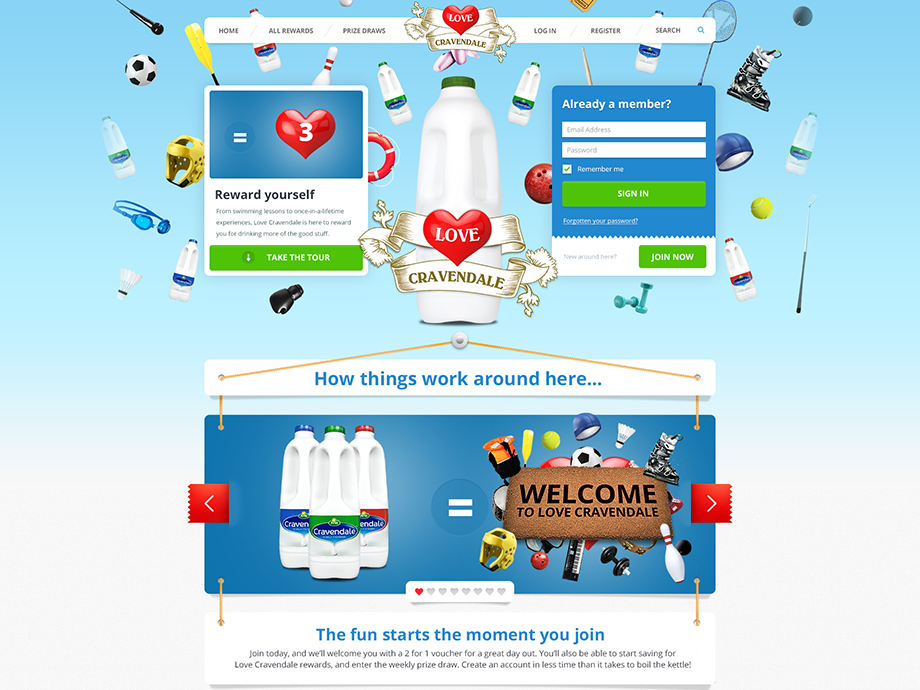 HOME
ALL REWARDS
PRIZE DRAWS
LOVE
CRAVENDALE
LOG IN
REGISTER
SEARCH
= 3
Reward yourself
From swimming lessons to once-in-a-lifetime
experiences, Love Cravendale is here to reward
you for drinking more of the good stuff.
TAKE THE TOUR
LOVE
CRAVENDALE
Already a member?
Email Address
Password
Remember me
SIGN IN
Forgotten your password?
New around here?
JOIN NOW
How things work around here...
Cravendale
=
WELCOME
TO LOVE CRAVENDALE
The fun starts the moment you join
Join today, and we'll welcome you with a 2 for 1 voucher for a great day out. You'll also be able to start saving for
Love Cravendale rewards, and enter the weekly prize draw. Create an account in less time than it takes to boil the kettle!